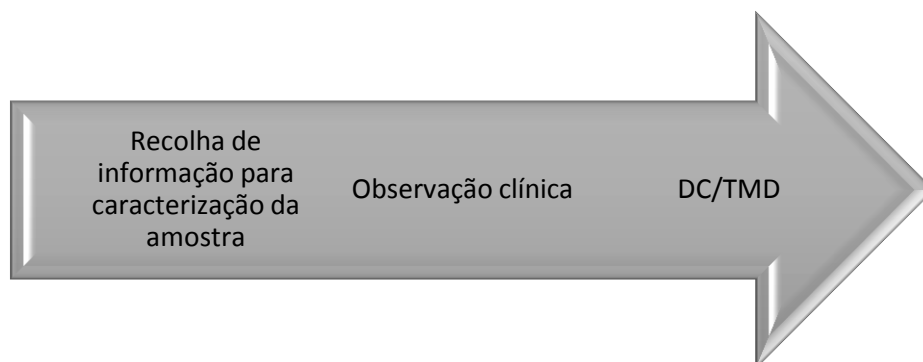 Recolha de
informação para
caracterização da
amostra
Observação clínica
DC/TMD